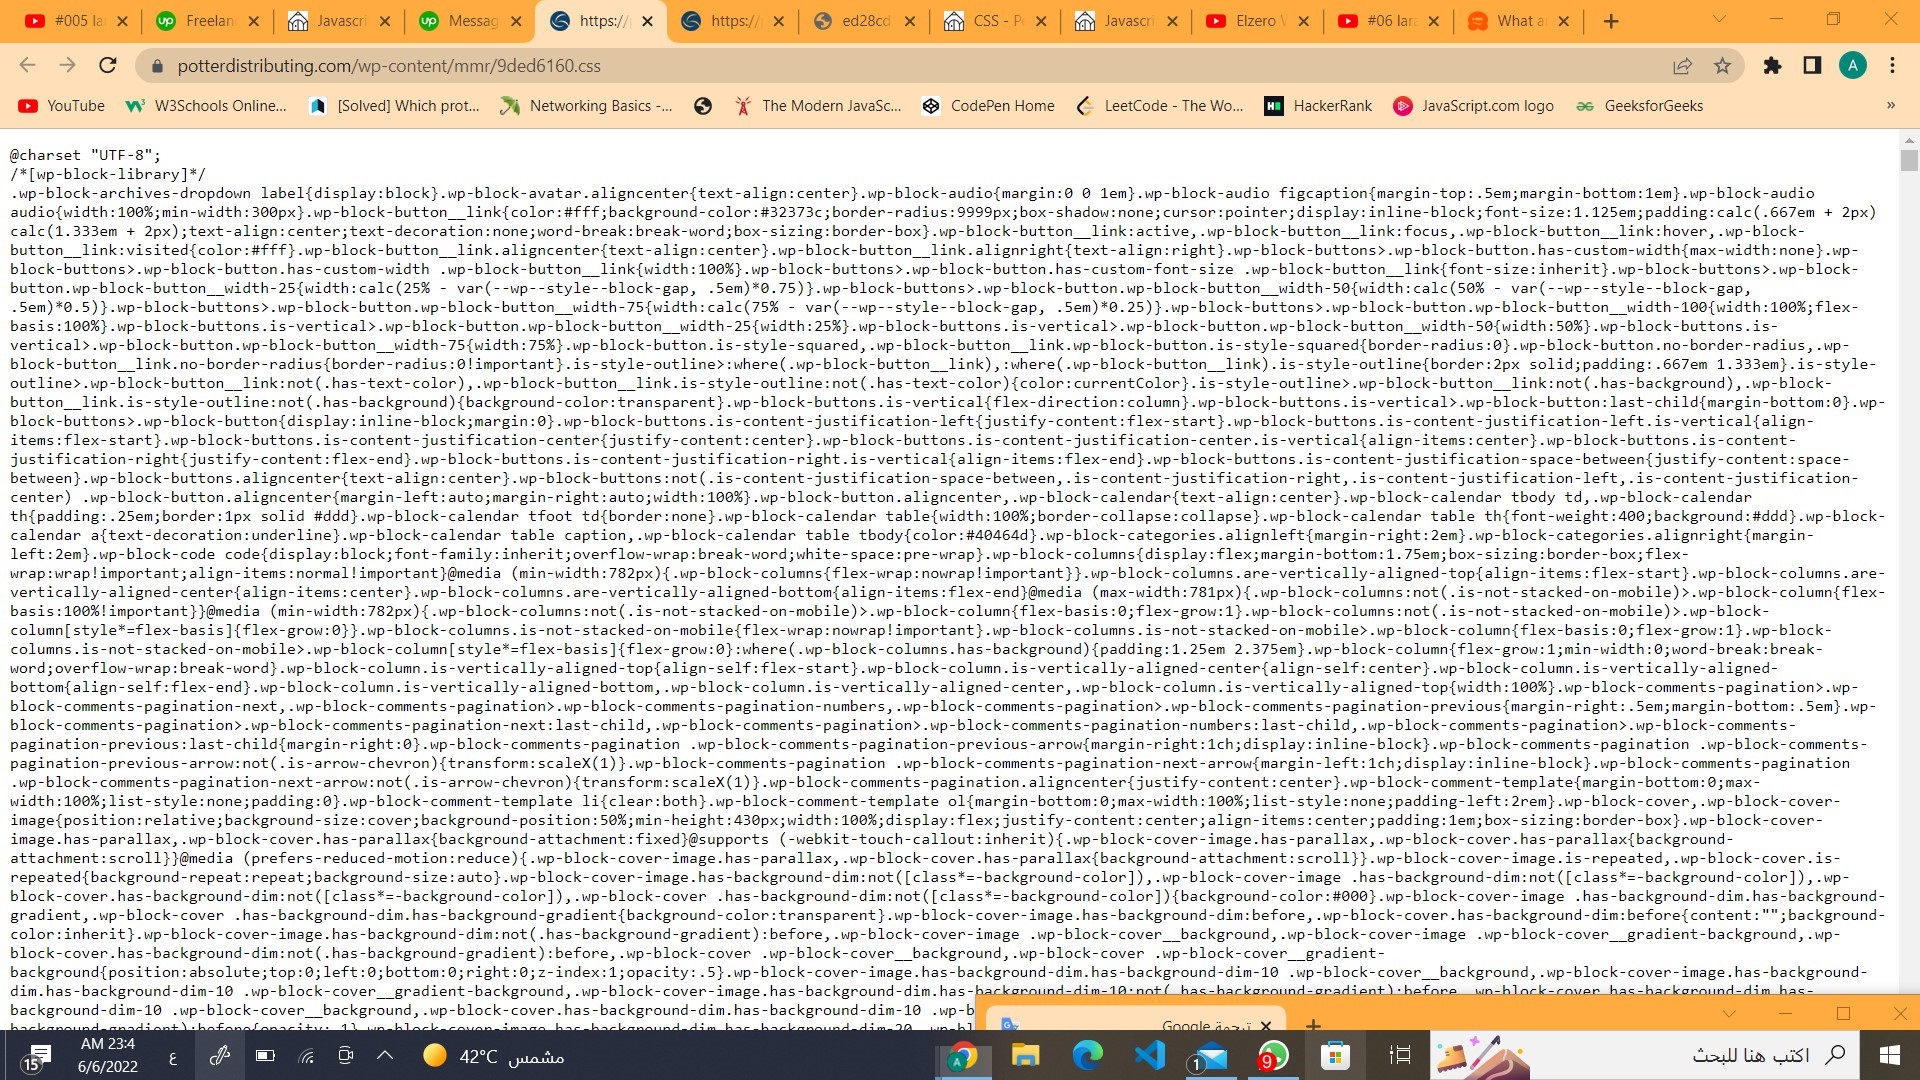 #005 la
Freelan
Javascri
Messag
https://
https://
ed28cd
CSS - P
Javascri
Elzero
#06 lar
What a
potterdistributing.com/wp-content/mmr/9ded6160.css
A
YouTube
W3Schools Online...
[Solved] Which prot...
Networking Basics -...
The Modern JavaSc...
CodePen Home
LeetCode - The Wo...
HackerRank
JavaScript.com logo
GeeksforGeeks
»
@charset "UTF-8";
/*[wp-block-library]*/
.wp-block-archives-dropdown label{display:block}.wp-block-avatar.aligncenter{text-align:center}.wp-block-audio{margin:0 0 1em}.wp-block-audio figcaption{margin-top:.5em;margin-bottom:1em}.wp-block-audio
audio{width:100%;min-width:300px}.wp-block-button__link{color:#fff;background-color:#32373c;border-radius:9999px;box-shadow:none;cursor:pointer;display:inline-block;font-size:1.125em;padding:calc(.667em + 2px)
calc(1.333em + 2px);text-align:center;text-decoration:none;word-break:break-word;box-sizing:border-box}.wp-block-button__link:active,.wp-block-button__link:focus,.wp-block-button__link:hover,.wp-block-
button__link:visited{color:#fff}.wp-block-button__link.aligncenter{text-align:center}.wp-block-button__link.alignright{text-align:right}.wp-block-buttons>.wp-block-button.has-custom-width{max-width:none}.wp-
block-buttons>.wp-block-button.has-custom-width .wp-block-button__link{width:100%}.wp-block-buttons>.wp-block-button.has-custom-font-size .wp-block-button__link{font-size:inherit}.wp-block-buttons>.wp-block-
button.wp-block-button__width-25{width:calc(25% - var(--wp--style--block-gap, .5em)*0.75)}.wp-block-buttons>.wp-block-button.wp-block-button__width-50{width:calc(50% - var(--wp--style--block-gap,
.5em)*0.5)}.wp-block-buttons>.wp-block-button.wp-block-button__width-75{width:calc(75% - var(--wp--style--block-gap, .5em)*0.25)}.wp-block-buttons>.wp-block-button.wp-block-button__width-100{width:100%;flex-
basis:100%}.wp-block-buttons.is-vertical>.wp-block-button.wp-block-button__width-25{width:25%}.wp-block-buttons.is-vertical>.wp-block-button.wp-block-button__width-50{width:50%}.wp-block-buttons.is-
vertical>.wp-block-button.wp-block-button__width-75{width:75%}.wp-block-button.is-style-squared,.wp-block-button__link.wp-block-button.is-style-squared{border-radius:0}.wp-block-button.no-border-radius,.wp-
block-button__link.no-border-radius{border-radius:0!important}.is-style-outline>:where(.wp-block-button__link),:where(.wp-block-button__link).is-style-outline{border:2px solid;padding:.667em 1.333em}.is-style-
outline>.wp-block-button__link:not(.has-text-color),.wp-block-button__link.is-style-outline:not(.has-text-color){color:currentColor}.is-style-outline>.wp-block-button__link:not(.has-background),.wp-block-
button__link.is-style-outline:not(.has-background){background-color:transparent}.wp-block-buttons.is-vertical{flex-direction:column}.wp-block-buttons.is-vertical>.wp-block-button:last-child{margin-bottom:0}.wp-
block-buttons>.wp-block-button{display:inline-block;margin:0}.wp-block-buttons.is-content-justification-left{justify-content:flex-start}.wp-block-buttons.is-content-justification-left.is-vertical{align-
items:flex-start}.wp-block-buttons.is-content-justification-center{justify-content:center}.wp-block-buttons.is-content-justification-center.is-vertical{align-items:center}.wp-block-buttons.is-content-
justification-right{justify-content:flex-end}.wp-block-buttons.is-content-justification-right.is-vertical{align-items:flex-end}.wp-block-buttons.is-content-justification-space-between{justify-content:space-
between}.wp-block-buttons.aligncenter{text-align:center}.wp-block-buttons:not(.is-content-justification-space-between,.is-content-justification-right,.is-content-justification-left,.is-content-justification-
center) .wp-block-button.aligncenter{margin-left:auto;margin-right:auto;width:100%}.wp-block-button.aligncenter,.wp-block-calendar{text-align:center}.wp-block-calendar tbody td,.wp-block-calendar
th{padding:.25em;border:1px solid #ddd}.wp-block-calendar tfoot td{border:none}.wp-block-calendar table{width:100%;border-collapse:collapse}.wp-block-calendar table th{font-weight:400;background:#ddd}.wp-block-
calendar a{text-decoration:underline}.wp-block-calendar table caption,.wp-block-calendar table tbody{color:#40464d}.wp-block-categories.alignleft{margin-right:2em}.wp-block-categories.alignright{margin-
left:2em}.wp-block-code code{display:block;font-family:inherit;overflow-wrap:break-word;white-space:pre-wrap}.wp-block-columns{display:flex;margin-bottom:1.75em;box-sizing:border-box;flex-
wrap:wrap!important;align-items:normal!important}@media (min-width:782px){.wp-block-columns{flex-wrap:nowrap!important}}.wp-block-columns.are-vertically-aligned-top{align-items:flex-start}.wp-block-columns.are-
vertically-aligned-center{align-items:center}.wp-block-columns.are-vertically-aligned-bottom{align-items:flex-end}@media (max-width:781px){.wp-block-columns:not(.is-not-stacked-on-mobile)>.wp-block-column{flex-
basis:100%!important}}@media (min-width:782px){.wp-block-columns:not(.is-not-stacked-on-mobile)>.wp-block-column{flex-basis:0;flex-grow:1}.wp-block-columns:not(.is-not-stacked-on-mobile)>.wp-block-
column[style*=flex-basis]{flex-grow:0}}.wp-block-columns.is-not-stacked-on-mobile{flex-wrap:nowrap!important}.wp-block-columns.is-not-stacked-on-mobile>.wp-block-column{flex-basis:0;flex-grow:1}.wp-block-
columns.is-not-stacked-on-mobile>.wp-block-column[style*=flex-basis]{flex-grow:0}:where(.wp-block-columns.has-background){padding:1.25em 2.375em}.wp-block-column{flex-grow:1;min-width:0;word-break:break-
word;overflow-wrap:break-word}.wp-block-column.is-vertically-aligned-top{align-self:flex-start}.wp-block-column.is-vertically-aligned-center{align-self:center}.wp-block-column.is-vertically-aligned-
bottom{align-self:flex-end}.wp-block-column.is-vertically-aligned-bottom,.wp-block-column.is-vertically-aligned-center,.wp-block-column.is-vertically-aligned-top{width:100%}.wp-block-comments-pagination>.wp-
block-comments-pagination-next,.wp-block-comments-pagination>.wp-block-comments-pagination-numbers,.wp-block-comments-pagination>.wp-block-comments-pagination-previous{margin-right:.5em;margin-bottom:.5em}.wp-
block-comments-pagination>.wp-block-comments-pagination-next:last-child,.wp-block-comments-pagination>.wp-block-comments-pagination-numbers:last-child,.wp-block-comments-pagination>.wp-block-comments-
pagination-previous:last-child{margin-right:0}.wp-block-comments-pagination .wp-block-comments-pagination-previous-arrow{margin-right:1ch;display:inline-block}.wp-block-comments-pagination .wp-block-comments-
pagination-previous-arrow:not(.is-arrow-chevron){transform:scaleX(1)}.wp-block-comments-pagination .wp-block-comments-pagination-next-arrow{margin-left:1ch;display:inline-block}.wp-block-comments-pagination
.wp-block-comments-pagination-next-arrow:not(.is-arrow-chevron){transform:scaleX(1)}.wp-block-comments-pagination.aligncenter{justify-content:center}.wp-block-comment-template{margin-bottom:0;max-
width:100%;list-style:none;padding:0}.wp-block-comment-template li{clear:both}.wp-block-comment-template ol{margin-bottom:0;max-width:100%;list-style:none;padding-left:2rem}.wp-block-cover,.wp-block-cover-
image{position:relative;background-size:cover;background-position:50%;min-height:430px;width:100%;display:flex;justify-content:center;align-items:center;padding:1em;box-sizing:border-box}.wp-block-cover-
image.has-parallax,.wp-block-cover.has-parallax{background-attachment:fixed}@supports (-webkit-touch-callout:inherit){.wp-block-cover-image.has-parallax,.wp-block-cover.has-parallax{background-
attachment:scroll}}@media (prefers-reduced-motion:reduce){.wp-block-cover-image.has-parallax,.wp-block-cover.has-parallax{background-attachment:scroll}}.wp-block-cover-image.is-repeated,.wp-block-cover.is-
repeated{background-repeat:repeat;background-size:auto}.wp-block-cover-image.has-background-dim:not([class*=-background-color]),.wp-block-cover-image .has-background-dim:not([class*=-background-color]),.wp-
block-cover.has-background-dim:not([class*=-background-color]),.wp-block-cover .has-background-dim:not([class*=-background-color]){background-color:#000}.wp-block-cover-image .has-background-dim.has-background-
gradient,.wp-block-cover .has-background-dim.has-background-gradient{background-color:transparent}.wp-block-cover-image.has-background-dim:before,.wp-block-cover.has-background-dim:before{content:"";background-
color:inherit}.wp-block-cover-image.has-background-dim:not(.has-background-gradient):before,.wp-block-cover-image .wp-block-cover__background,.wp-block-cover-image .wp-block-cover__gradient-background,.wp-
block-cover.has-background-dim:not(.has-background-gradient):before,.wp-block-cover .wp-block-cover__background,.wp-block-cover .wp-block-cover__gradient-
background{position:absolute;top:0;left:0;bottom:0;right:0;z-index:1;opacity:.5}.wp-block-cover-image.has-background-dim.has-background-dim-10 .wp-block-cover__background,.wp-block-cover-image.has-background-
dim.has-background-dim-10 .wp-block-cover__gradient-background,.wp-block-cover-image.has-background-dim.has-background-dim-10:not(.has-background-gradient):before,.wp-block-cover.has-background-dim.has-
background-dim-10 .wp-block-cover__background,.wp-block-cover.has-background-dim.has-background-dim-10 .wp-b
background-gradient):before{opacity:.1}.wp-block-cover-image.has-background-dim.has-background-dim-20 .wp-
ترجمة Google
15
AM 23:4
6/6/2022
ع
42°C مشمس
A
1
9
اكتب هنا للبحث